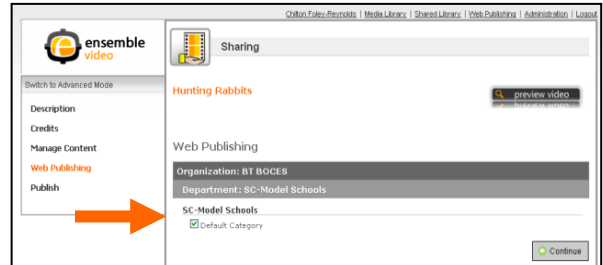 Chilton Foley-Reynolds | Media Library | Shared Library | Web Publishing | Administration | Logout
ensemble
video
Sharing
Switch to Advanced Mode
Description
Credits
Manage Content
Web Publishing
Publish
Hunting Rabbits
preview video
Web Publishing
Organization: BT BOCES
Department: SC-Model Schools
SC-Model Schools
Default Category
Continue